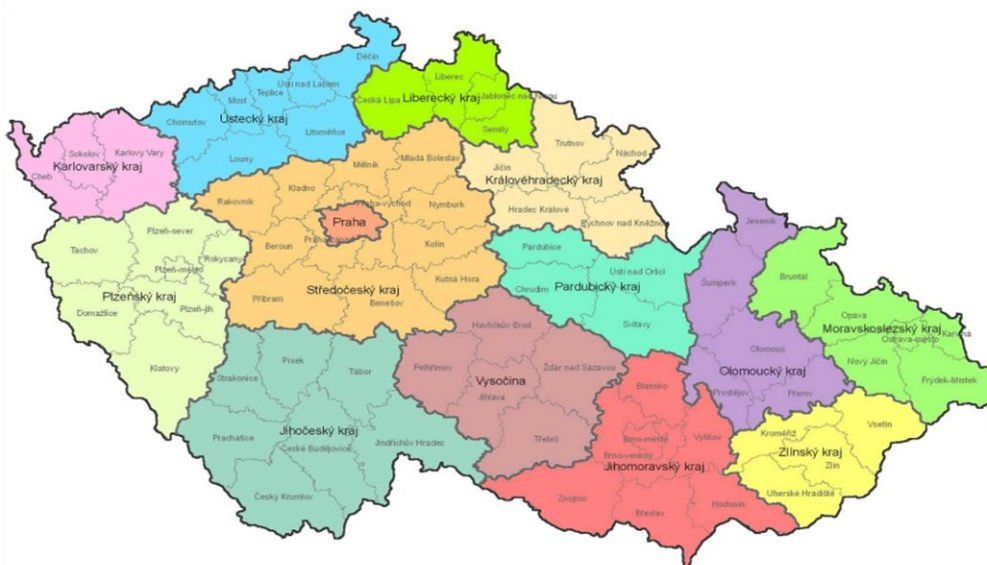 Děčín
Ústí nad Labem
Teplice
Most
Chomutov
Ústecký kraj
Litoměřice
Louny
Liberec
Česká Lípa
Liberecký kraj
Jablonec nad Nisou
Semily
Sokolov
Karlovy Vary
Karlovarský kraj
Cheb
Trutnov
Náchod
Jičín
Královéhradecký kraj
Hradec Králové
Rychnov nad Kněžnou
Mělník
Mladá Boleslav
Kladno
Rakovník
Nymburk
Praha
Beroun
Kolín
Kutná Hora
Středočeský kraj
Příbram
Benešov
Plzeň-sever
Tachov
Rokycany
Plzeň-město
Plzeňský kraj
Plzeň-jih
Domažlice
Klatovy
Pardubice
Ústí nad Orlicí
Chrudim
Pardubický kraj
Svitavy
Jeseník
Šumperk
Olomouc
Olomoucký kraj
Prostějov
Přerov
Bruntál
Opava
Moravskoslezský kraj
Karviná
Ostrava-město
Nový Jičín
Frýdek-Místek
Havlíčkův Brod
Pelhřimov
Žďár nad Sázavou
Vysočina
Jihlava
Třebíč
Písek
Tábor
Strakonice
Jihočeský kraj
Prachatice
České Budějovice
Jindřichův Hradec
Český Krumlov
Blansko
Brno-město
Vyškov
Brno-venkov
Jihomoravský kraj
Znojmo
Břeclav
Hodonín
Vsetín
Kroměříž
Zlínský kraj
Zlín
Uherské Hradiště